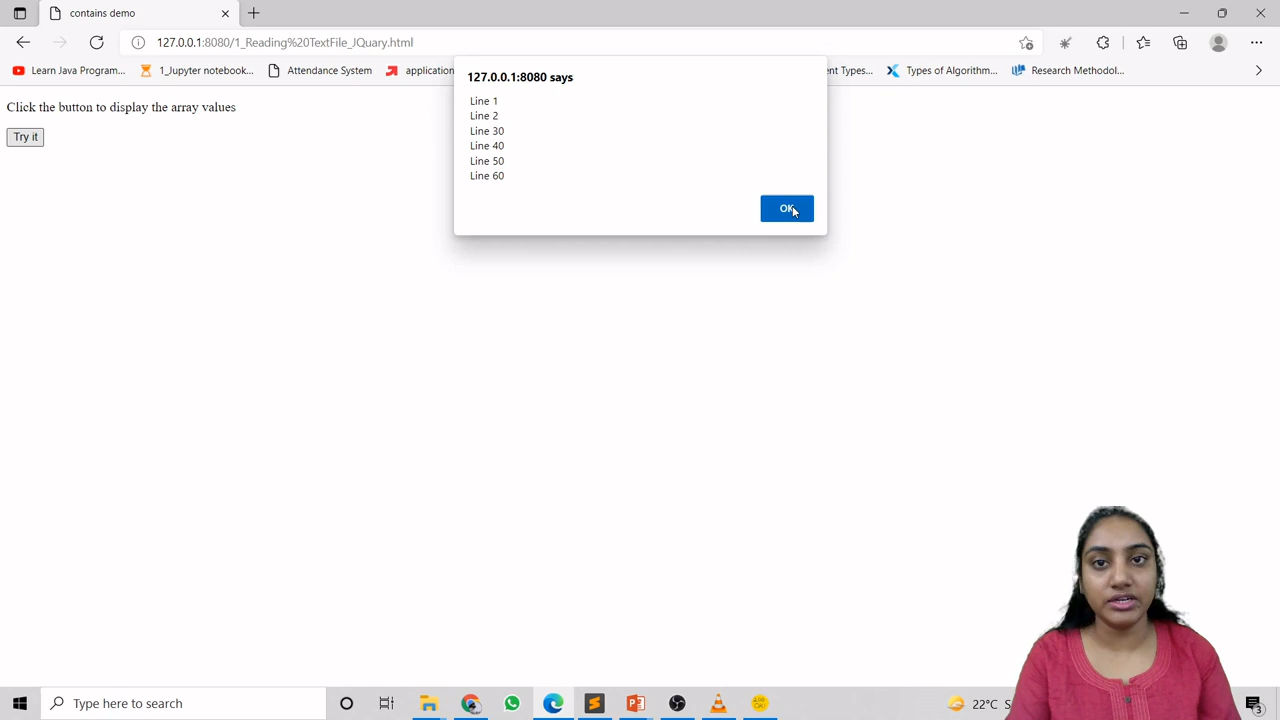 contains demo
127.0.0.1:8080/1_Reading%20TextFile_JQuary.html
Learn Java Program... 1_Jupyter notebook... Attendance System application ent Types... Types of Algorithm... Research Methodol...
127.0.0.1:8080 says
Line 1
Line 2
Line 30
Line 40
Line 50
Line 60
OK
Click the button to display the array values
Try it
Type here to search
22°C S
3